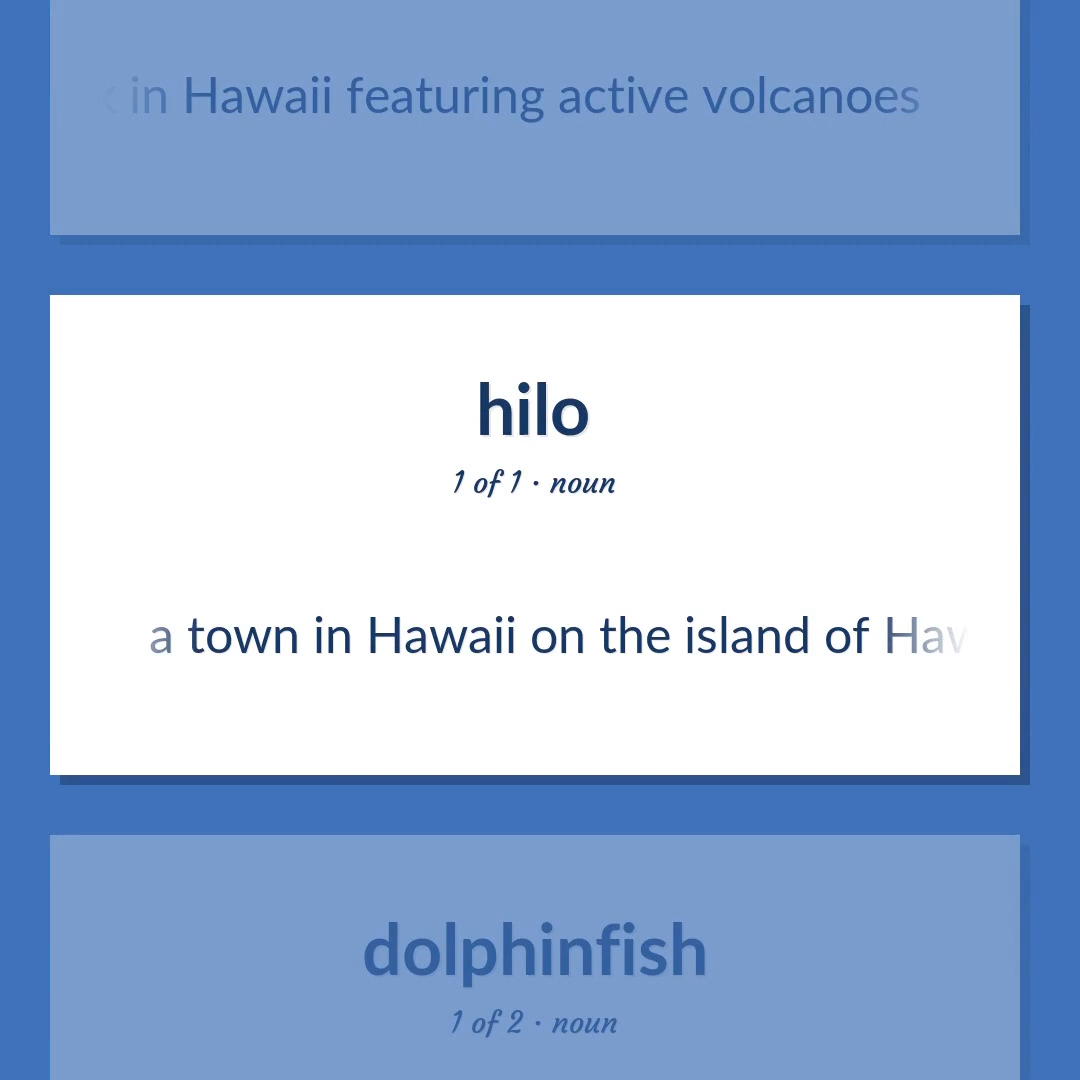 in Hawaii featuring active volcanoes
hilo
1 of 1 · noun
a town in Hawaii on the island of
dolphinfish
1 of 2 · noun